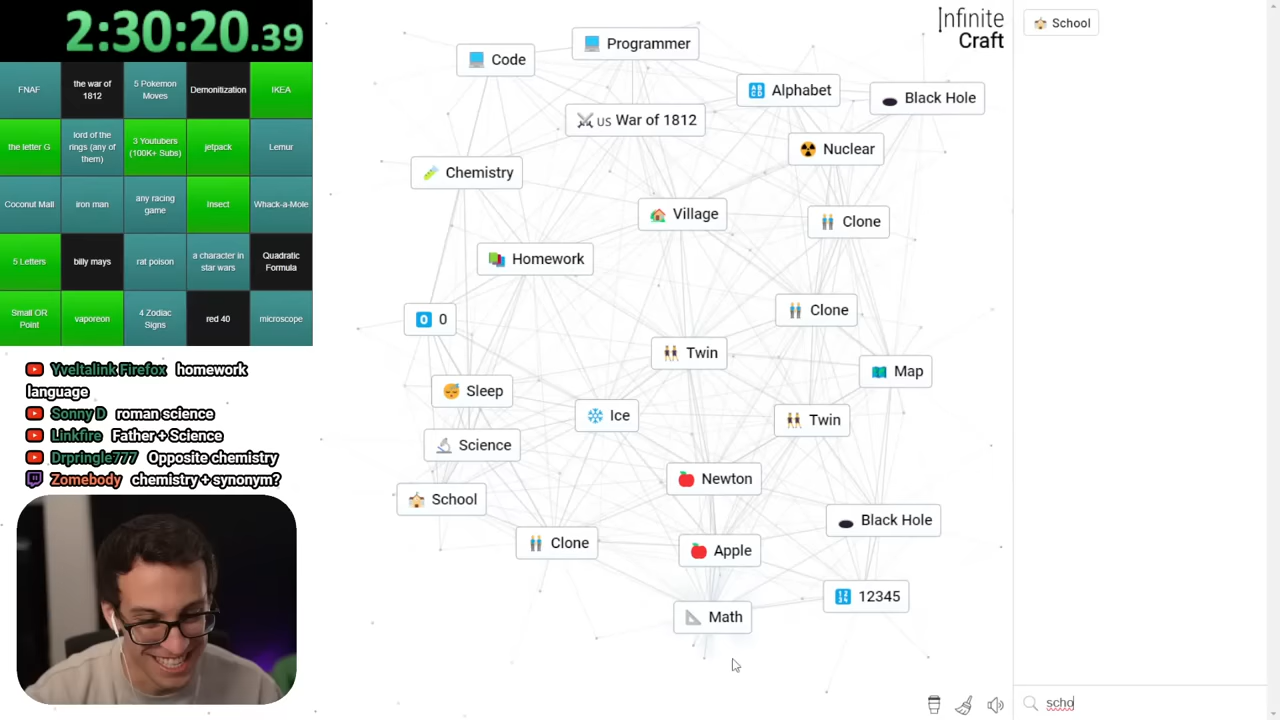 2:30:20.39
FNAF
the war of
1812
5 Pokemon
Moves
Demonitization
IKEA
the letter G
lord of the
rings (any of
them)
3 Youtubers
(100K+ Subs)
jetpack
Lemur
Coconut Mall
iron man
any racing
game
Insect
Whack-a-Mole
5 Letters
billy mays
rat poison
a character in
star wars
Quadratic
Formula
Small OR
Point
vaporeon
4 Zodiac
Signs
red 40
microscope
Yveltalink Firefox homework
language
Sonny D roman science
Linkfire Father + Science
Drpringle777 Opposite chemistry
Zomebody chemistry + synonym?
Infinite
Craft
Programmer
Code
Alphabet
Black Hole
US War of 1812
Nuclear
Chemistry
Village
Clone
Homework
Clone
0
Twin
Map
Sleep
Ice
Twin
Science
Newton
School
Black Hole
Clone
Apple
12345
Math
School
scho